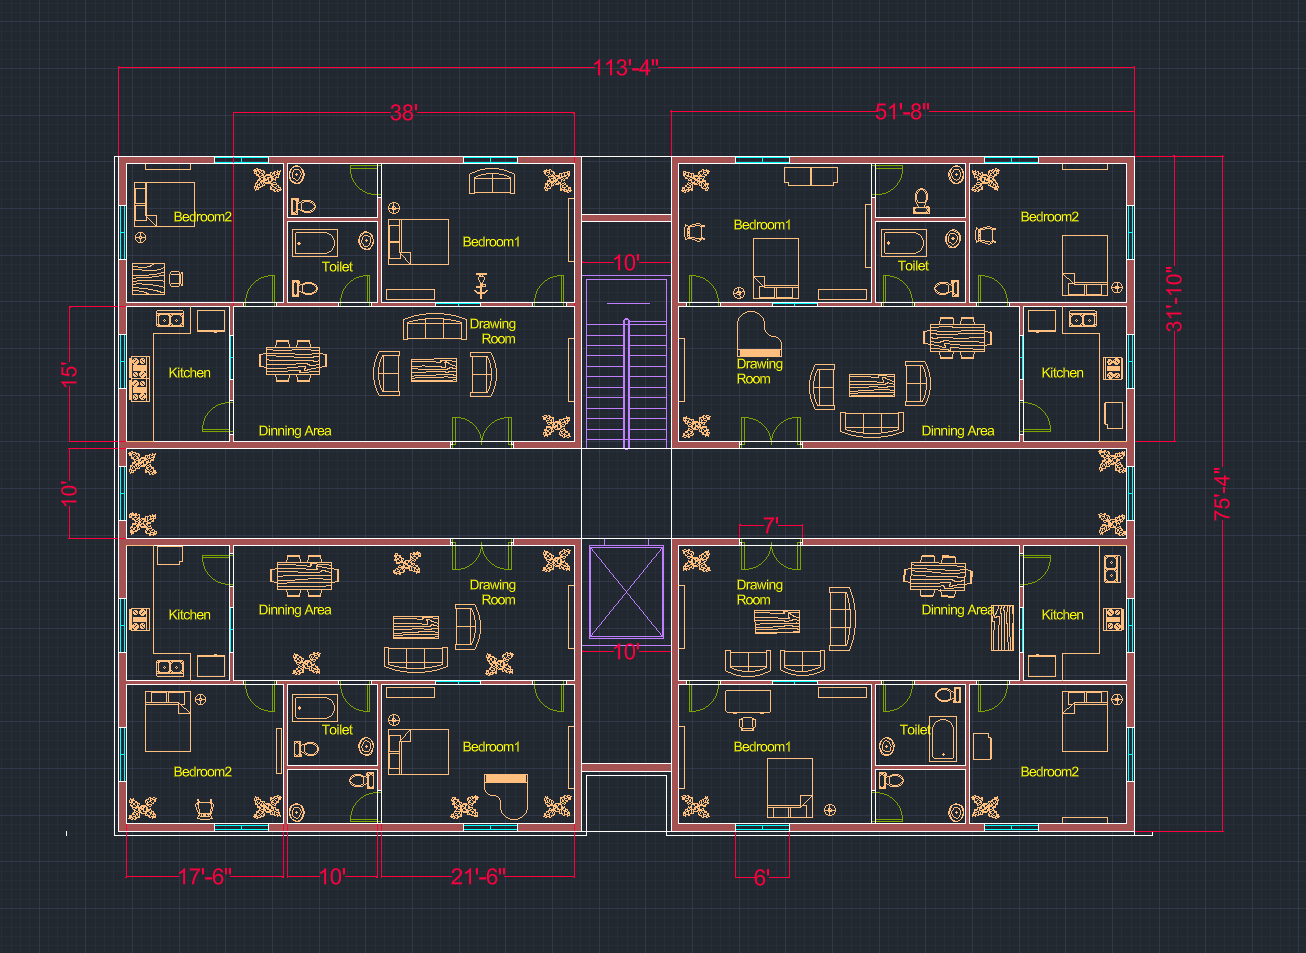 113'-4"
38'
51'-8"
Bedroom2
Bedroom1
Bedroom1
Bedroom2
Toilet
10'
Toilet
31'-10"
Drawing
Room
15'
Kitchen
Drawing
Room
Kitchen
Dinning Area
Dinning Area
10'
75'-4"
7'
Drawing
Room
Drawing
Room
Kitchen
Dinning Area
Dinning Area
Kitchen
10'
Toilet
Toilet
Bedroom1
Bedroom1
Bedroom2
Bedroom2
17'-6"
10'
21'-6"
6'